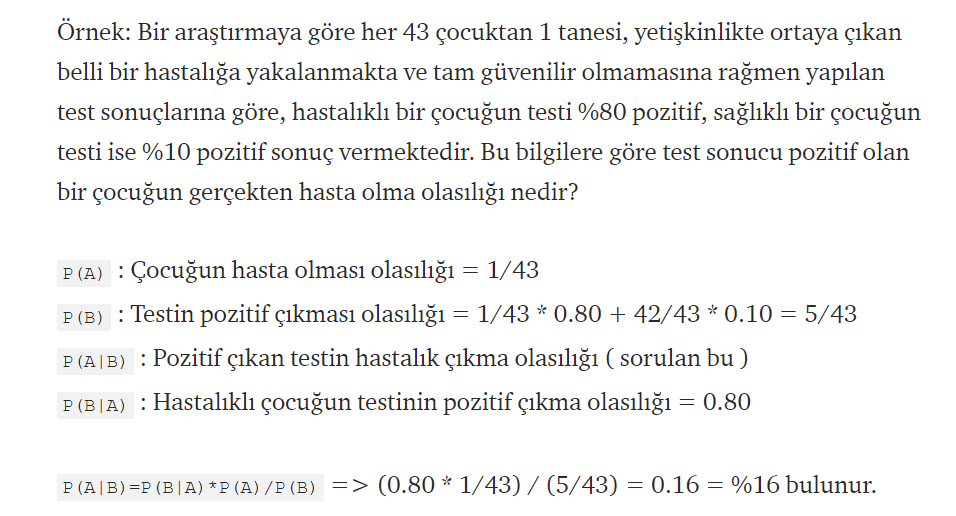 Örnek: Bir araştırmaya göre her 43 çocuktan 1 tanesi, yetişkinlikte ortaya çıkan
belli bir hastalığa yakalanmakta ve tam güvenilir olmamasına rağmen yapılan
test sonuçlarına göre, hastalıklı bir çocuğun testi %80 pozitif, sağlıklı bir çocuğun
testi ise %10 pozitif sonuç vermektedir. Bu bilgilere göre test sonucu pozitif olan
bir çocuğun gerçekten hasta olma olasılığı nedir?
P(A) : Çocuğun hasta olması olasılığı = 1/43
P(B) : Testin pozitif çıkması olasılığı = 1/43 * 0.80 + 42/43 * 0.10 = 5/43
P(A|B) : Pozitif çıkan testin hastalık çıkma olasılığı ( sorulan bu )
P(B|A) : Hastalıklı çocuğun testinin pozitif çıkma olasılığı = 0.80
P(A|B)=P(B|A)*P(A)/P(B) => (0.80 * 1/43) / (5/43) = 0.16 = %16 bulunur.